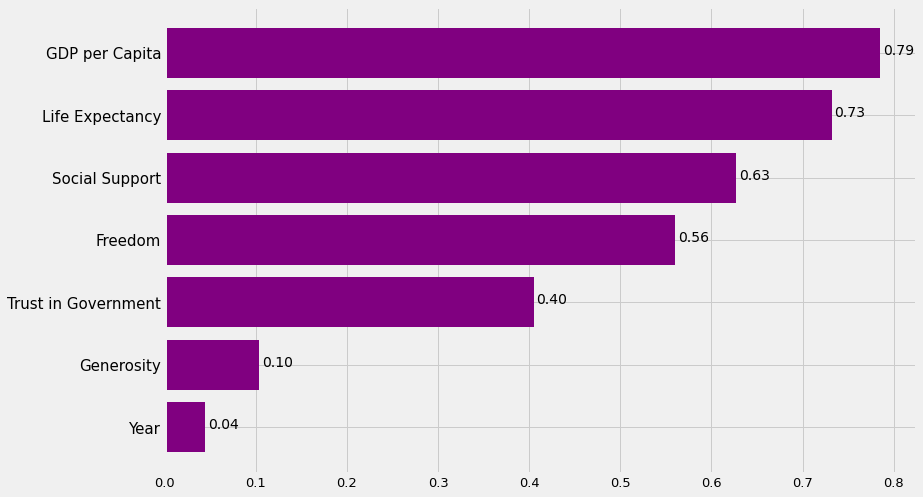 GDP per Capita 0.79
Life Expectancy 0.73
Social Support 0.63
Freedom 0.56
Trust in Government 0.40
Generosity 0.10
Year 0.04
0.0 0.1 0.2 0.3 0.4 0.5 0.6 0.7 0.8